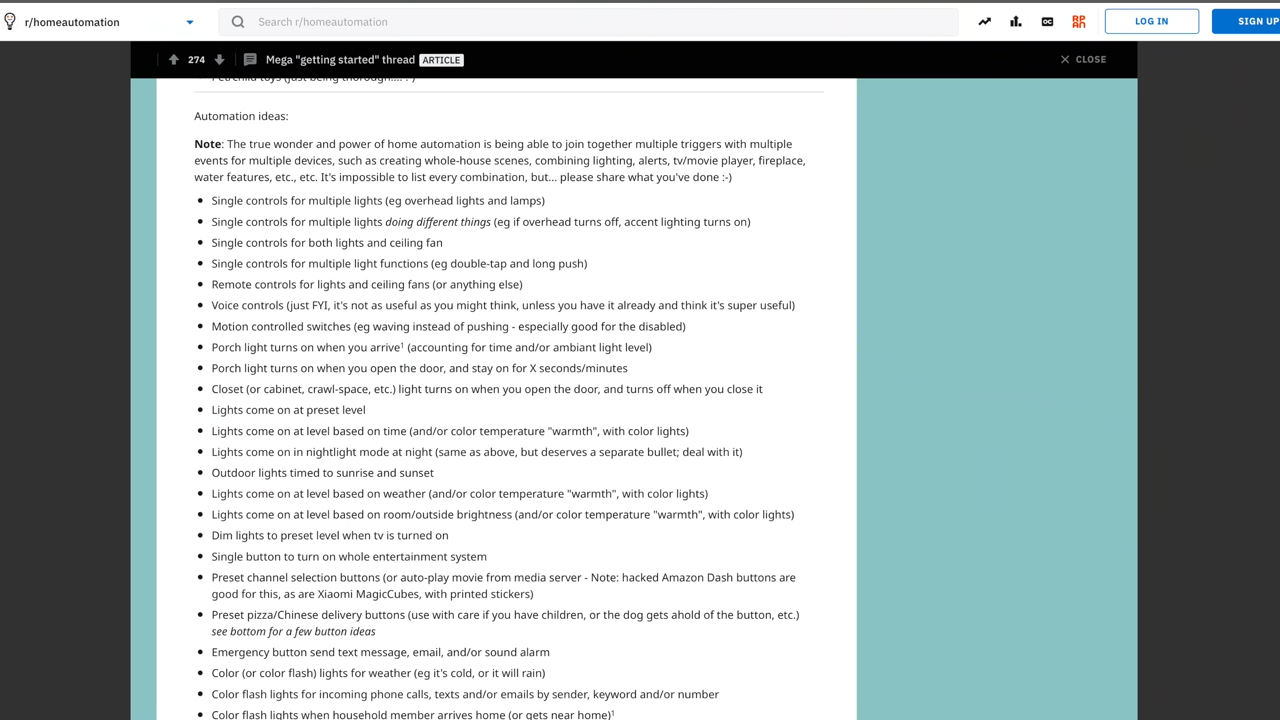 r/homeautomation
Search r/homeautomation
LOG IN
SIGN UP
274
Mega "getting started" thread ARTICLE
CLOSE
Pet/child toys (just being thorough.... . )
Automation ideas:
Note: The true wonder and power of home automation is being able to join together multiple triggers with multiple
events for multiple devices, such as creating whole-house scenes, combining lighting, alerts, tv/movie player, fireplace,
water features, etc., etc. It's impossible to list every combination, but... please share what you've done :-)
Single controls for multiple lights (eg overhead lights and lamps)
Single controls for multiple lights doing different things (eg if overhead turns off, accent lighting turns on)
Single controls for both lights and ceiling fan
Single controls for multiple light functions (eg double-tap and long push)
Remote controls for lights and ceiling fans (or anything else)
Voice controls (just FYI, it's not as useful as you might think, unless you have it already and think it's super useful)
Motion controlled switches (eg waving instead of pushing - especially good for the disabled)
Porch light turns on when you arrive¹ (accounting for time and/or ambiant light level)
Porch light turns on when you open the door, and stay on for X seconds/minutes
Closet (or cabinet, crawl-space, etc.) light turns on when you open the door, and turns off when you close it
Lights come on at preset level
Lights come on at level based on time (and/or color temperature "warmth", with color lights)
Lights come on in nightlight mode at night (same as above, but deserves a separate bullet; deal with it)
Outdoor lights timed to sunrise and sunset
Lights come on at level based on weather (and/or color temperature "warmth", with color lights)
Lights come on at level based on room/outside brightness (and/or color temperature "warmth", with color lights)
Dim lights to preset level when tv is turned on
Single button to turn on whole entertainment system
Preset channel selection buttons (or auto-play movie from media server - Note: hacked Amazon Dash buttons are
good for this, as are Xiaomi MagicCubes, with printed stickers)
Preset pizza/Chinese delivery buttons (use with care if you have children, or the dog gets ahold of the button, etc.)
see bottom for a few button ideas
Emergency button send text message, email, and/or sound alarm
Color (or color flash) lights for weather (eg it's cold, or it will rain)
Color flash lights for incoming phone calls, texts and/or emails by sender, keyword and/or number
Color flash lights when household member arrives home (or gets near home)¹